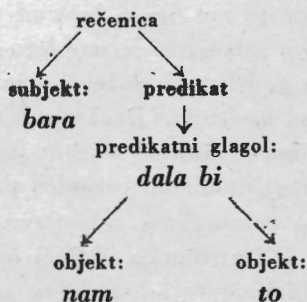 rečenica
subjekt: predikat
bara
predikatni glagol:
dala bi
objekt: objekt:
nam to